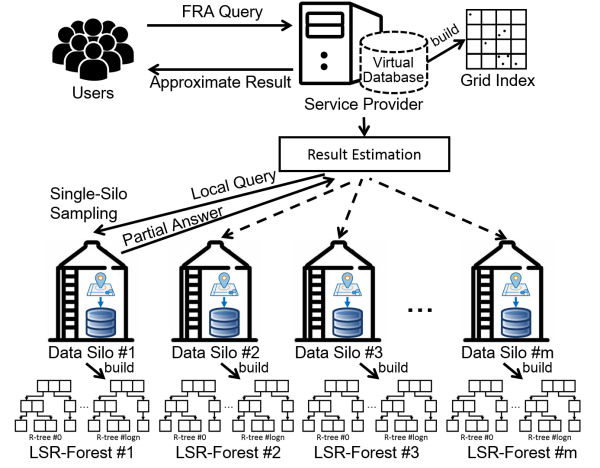 FRA Query
Approximate Result
Users
Virtual
Database
build
Grid Index
Service Provider
Result Estimation
Single-Silo
Sampling
Local Query
Partial Answer
...
Data Silo #1
Data Silo #2
Data Silo #3
Data Silo #m
build
build
build
build
...
...
...
...
R-tree #0
R-tree #logn
R-tree #0
R-tree #logn
R-tree #0
R-tree #logn
R-tree #0
R-tree #logn
LSR-Forest #1
LSR-Forest #2
LSR-Forest #3
LSR-Forest #m